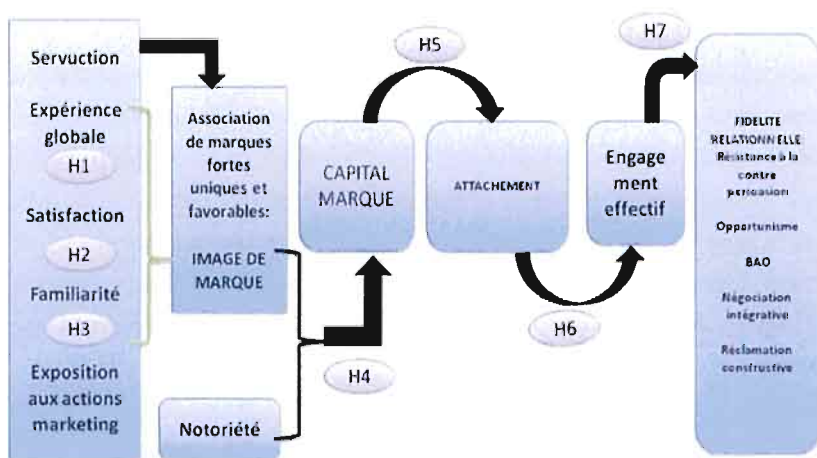 Servuction
Expérience
globale
H1
Satisfaction
H2
Familiarité
H3
Exposition
aux actions
marketing
Association
de marques
fortes
uniques et
favorables:
IMAGE DE
MARQUE
Notoriété
H4
CAPITAL
MARQUE
H5
ATTACHEMENT
H6
Engage
ment
effectif
H7
FIDELITE
RELATIONNELLE
Résistance à la
contre
persuasion
Opportunisme
BAO
Négociation
intégrative
Réclamation
constructive